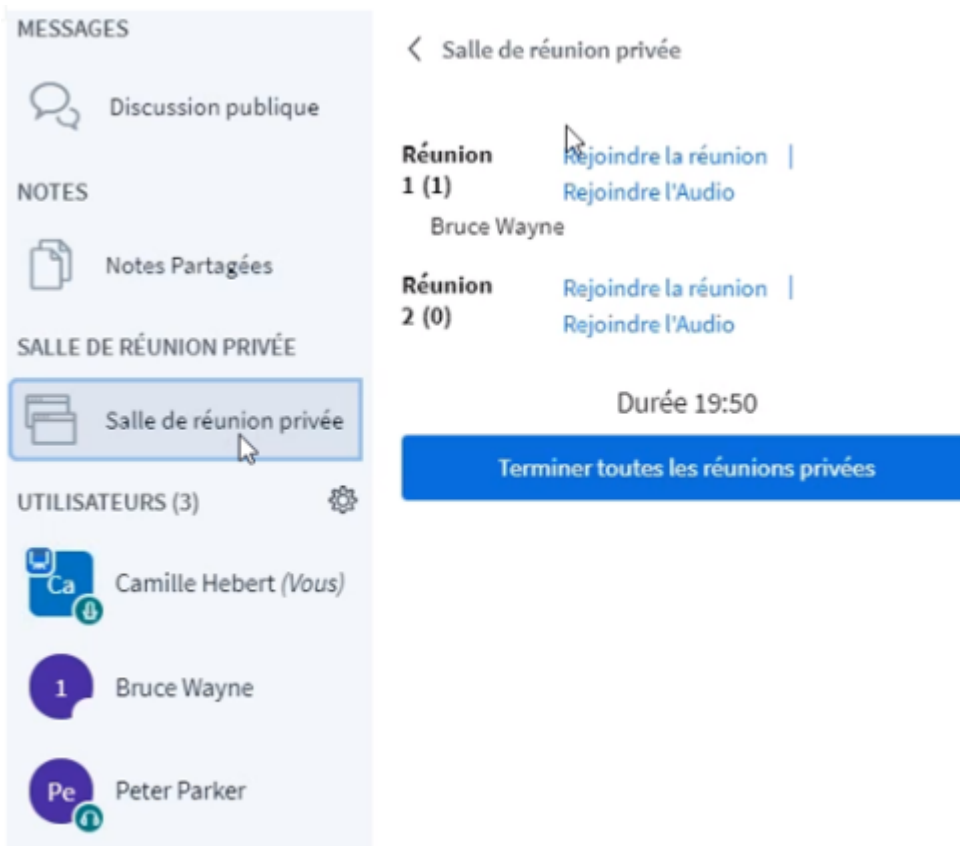 MESSAGES
Discussion publique
NOTES
Notes Partagées
SALLE DE RÉUNION PRIVÉE
Salle de réunion privée
UTILISATEURS (3)
Ca
Camille Hebert (Vous)
1
Bruce Wayne
Pe
Peter Parker
Salle de réunion privée
Réunion
1 (1)
Rejoindre la réunion |
Rejoindre l'Audio
Bruce Wayne
Réunion
2 (0)
Rejoindre la réunion |
Rejoindre l'Audio
Durée 19:50
Terminer toutes les réunions privées